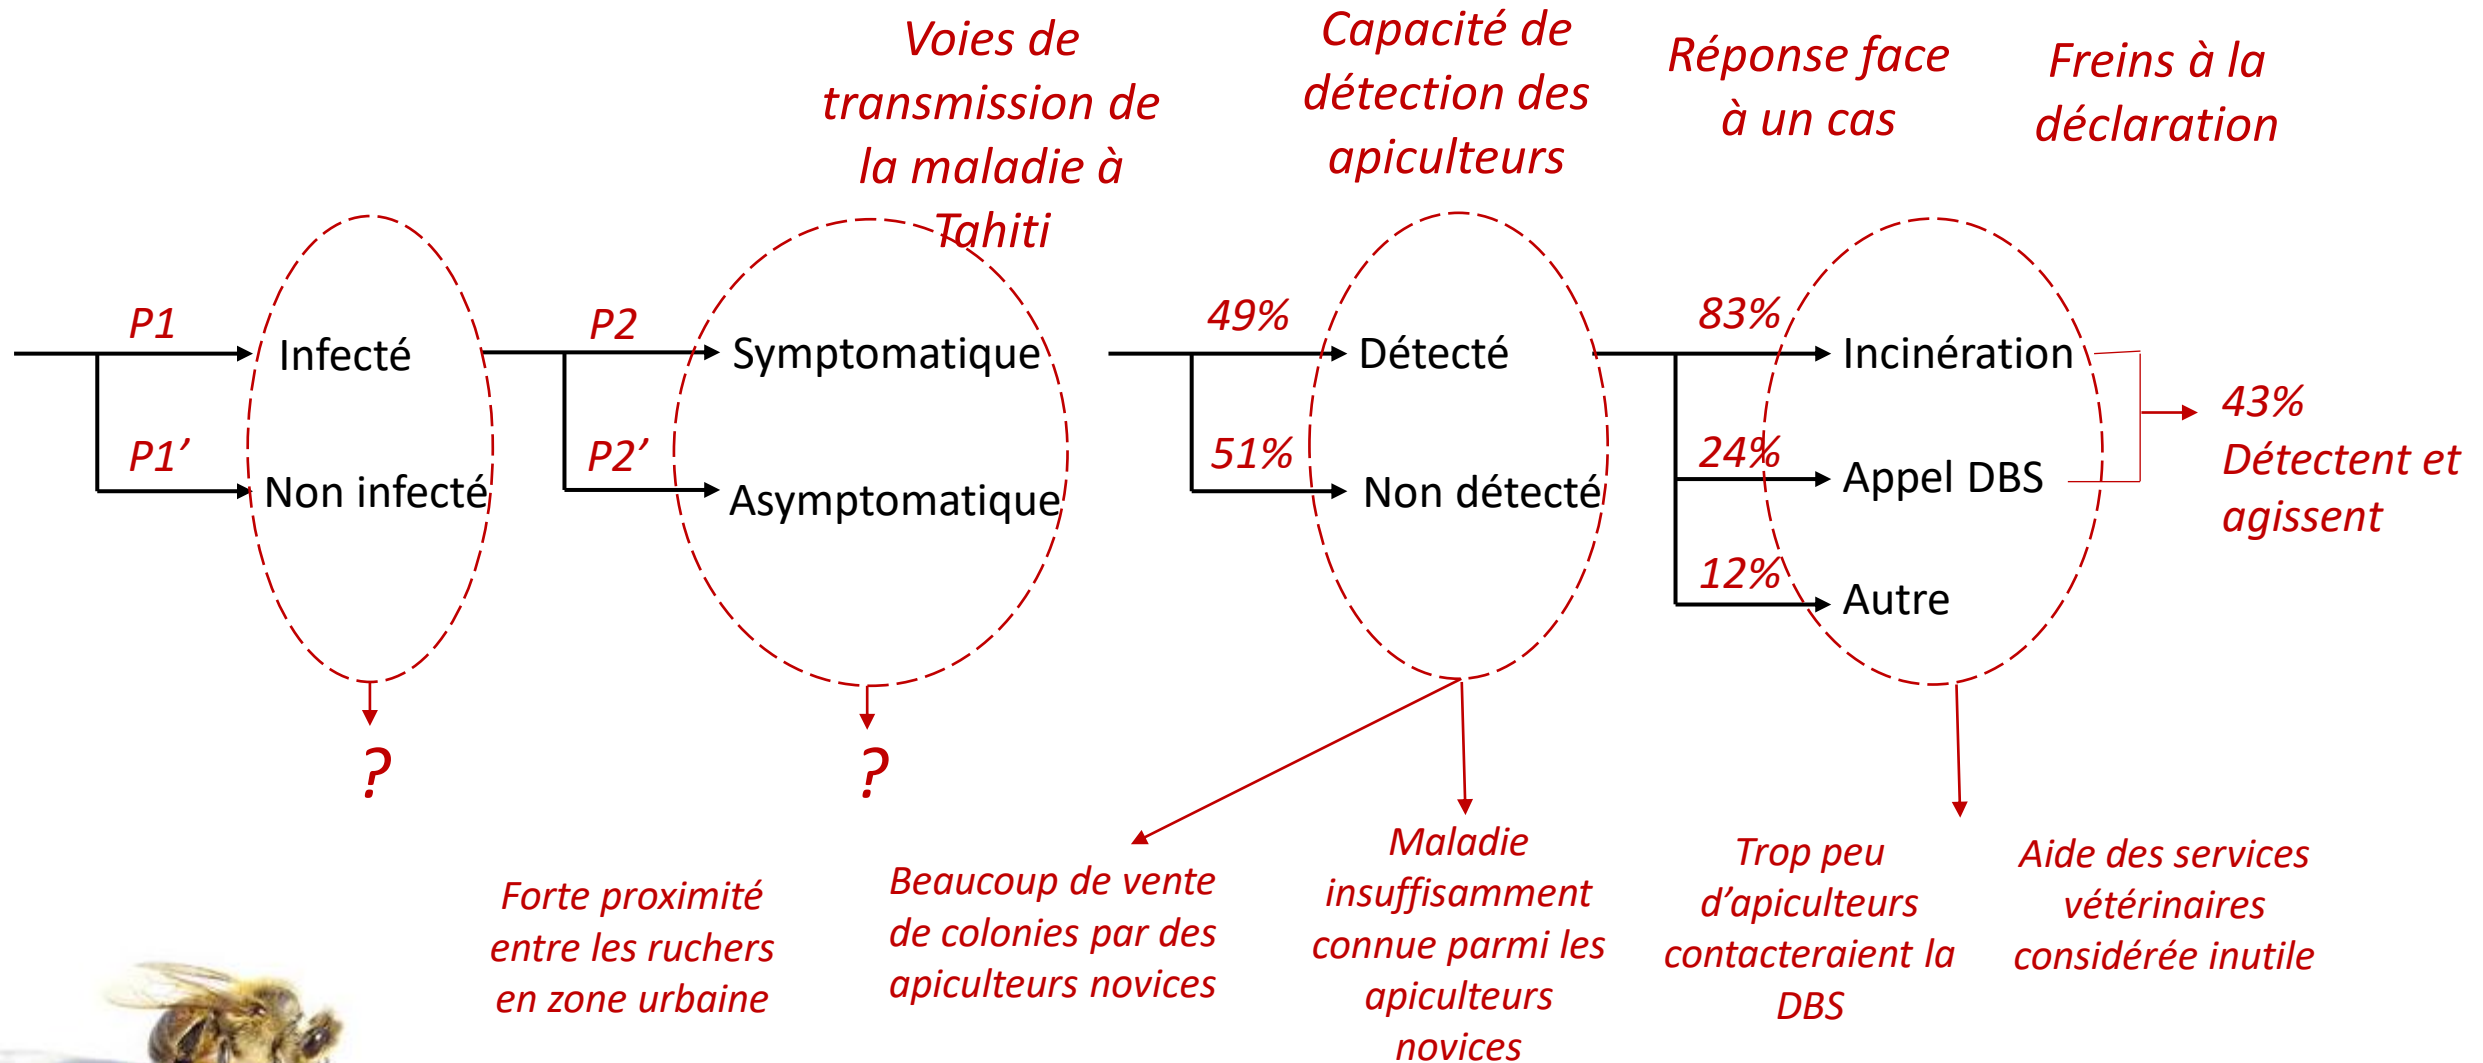 Voies de
transmission de
la maladie à
Tahiti
Capacité de
détection des
apiculteurs
Réponse face
à un cas
Freins à la
déclaration
P1
Infecté
P1’
Non infecté
P2
Symptomatique
P2’
Asymptomatique
49%
Détecté
51%
Non détecté
83%
Incinération
24%
Appel DBS
12%
Autre
43%
Détectent et
agissent
?
?
Forte proximité
entre les ruchers
en zone urbaine
Beaucoup de vente
de colonies par des
apiculteurs novices
Maladie
insuffisamment
connue parmi les
apiculteurs
novices
Trop peu
d’apiculteurs
contacteraient la
DBS
Aide des services
vétérinaires
considérée inutile